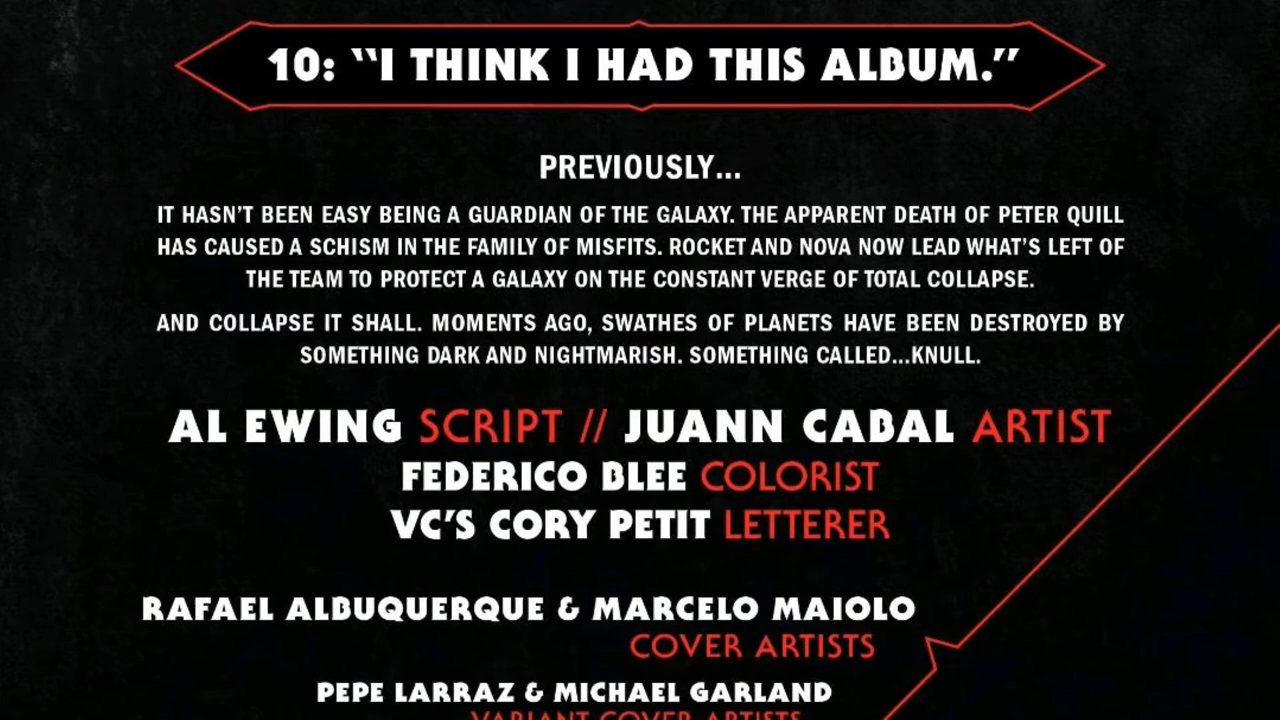 10: “I THINK I HAD THIS ALBUM.”
PREVIOUSLY...
IT HASN’T BEEN EASY BEING A GUARDIAN OF THE GALAXY. THE APPARENT DEATH OF PETER QUILL
HAS CAUSED A SCHISM IN THE FAMILY OF MISFITS. ROCKET AND NOVA NOW LEAD WHAT’S LEFT OF
THE TEAM TO PROTECT A GALAXY ON THE CONSTANT VERGE OF TOTAL COLLAPSE.
AND COLLAPSE IT SHALL. MOMENTS AGO, SWATHES OF PLANETS HAVE BEEN DESTROYED BY
SOMETHING DARK AND NIGHTMARISH. SOMETHING CALLED...KNULL.
AL EWING SCRIPT // JUANN CABAL ARTIST
FEDERICO BLEE COLORIST
VC’S CORY PETIT LETTERER
RAFAEL ALBUQUERQUE & MARCELO MAIOLO
COVER ARTISTS
PEPE LARRAZ & MICHAEL GARLAND
VARIANT COVER ARTISTS